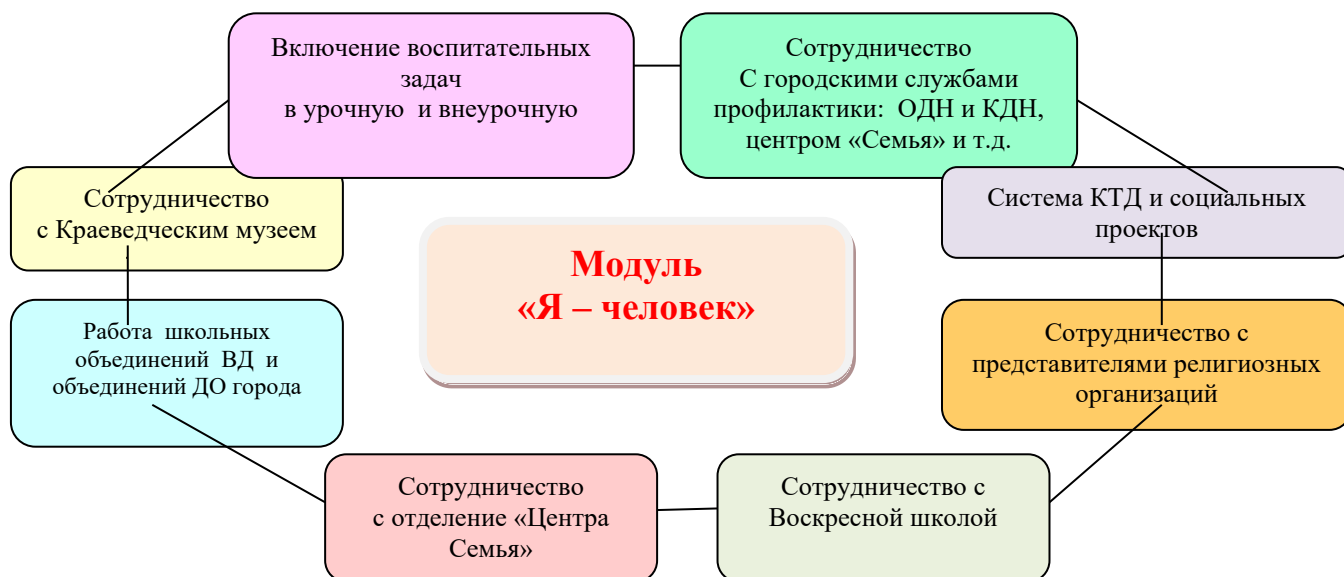 Включение воспитательных
задач
в урочную и внеурочную
Сотрудничество
С городскими службами
профилактики: ОДН и КДН,
центром «Семья» и т.д.
Сотрудничество
с Краеведческим музеем
Система КТД и социальных
проектов
Модуль
«Я – человек»
Работа школьных
объединений ВД и
объединений ДО города
Сотрудничество с
представителями религиозных
организаций
Сотрудничество
с отделение «Центра
Семья»
Сотрудничество с
Воскресной школой